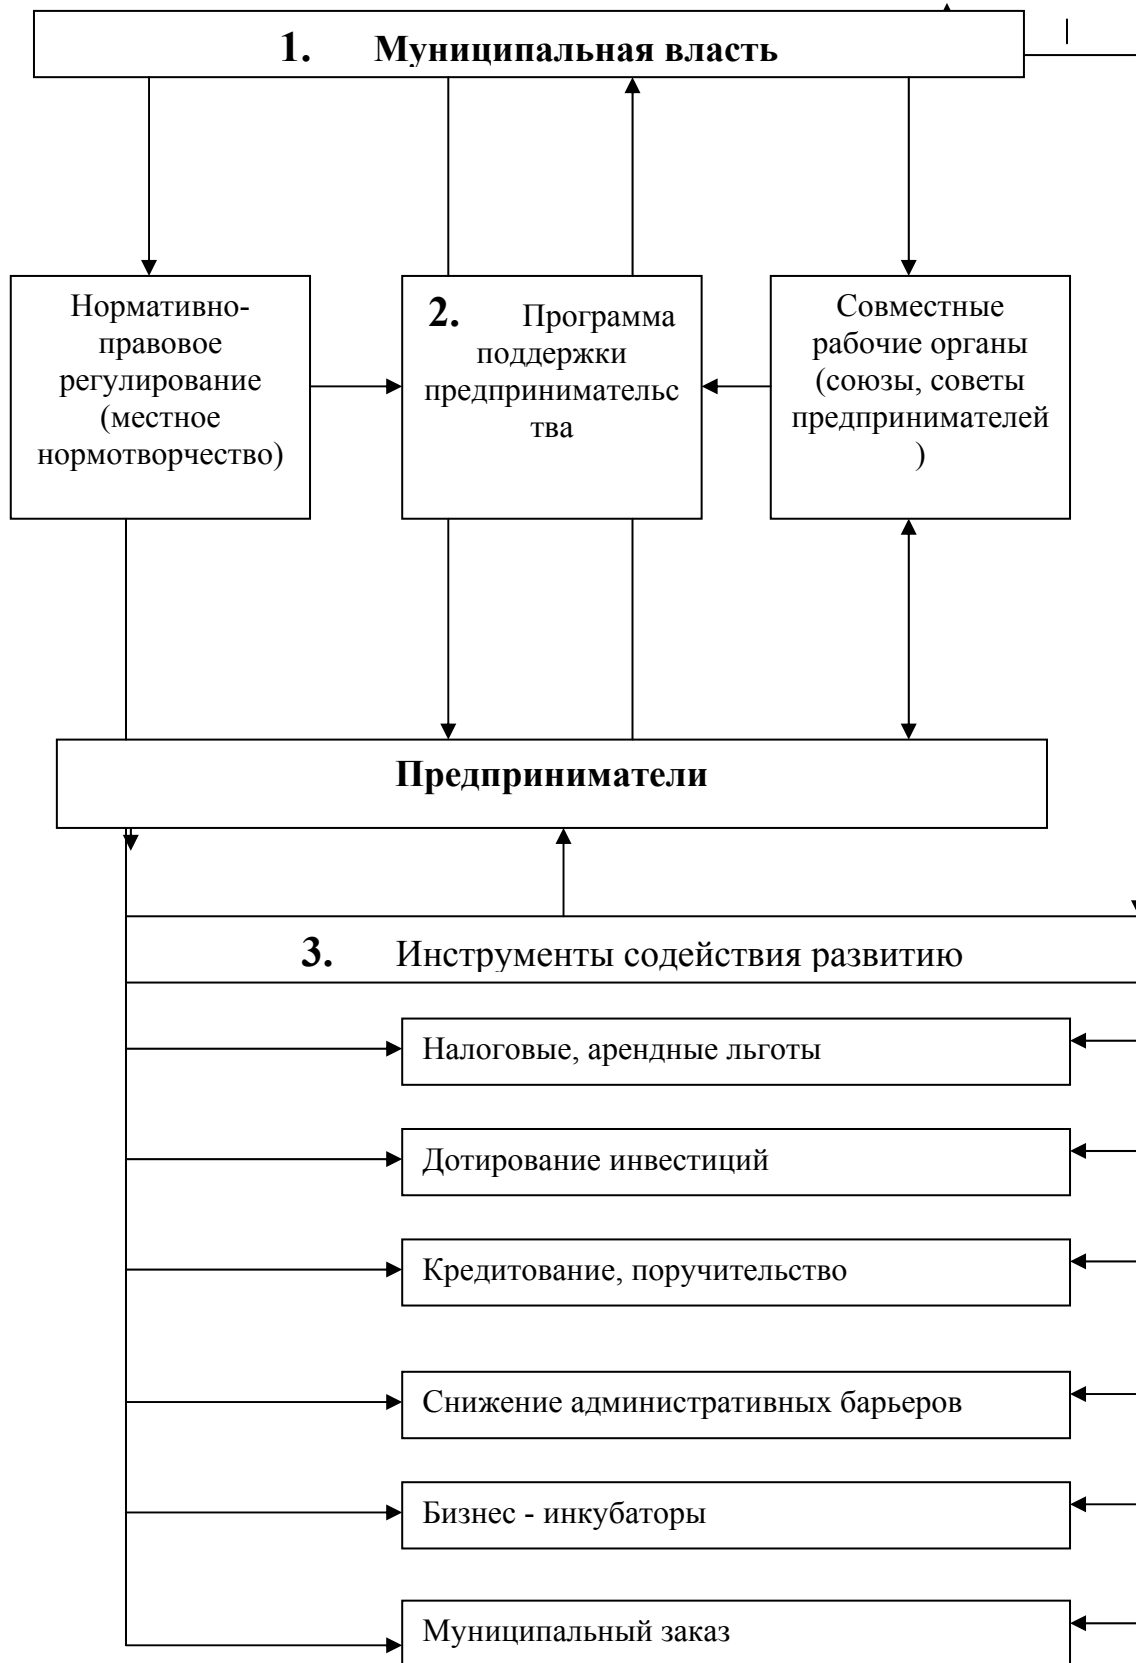 1. Муниципальная власть
Нормативно-
правовое
регулирование
(местное
нормотворчество)
2. Программа
поддержки
предпринимательс
тва
Совместные
рабочие органы
(союзы, советы
предпринимателей
)
Предприниматели
3. Инструменты содействия развитию
Налоговые, арендные льготы
Дотирование инвестиций
Кредитование, поручительство
Снижение административных барьеров
Бизнес - инкубаторы
Муниципальный заказ